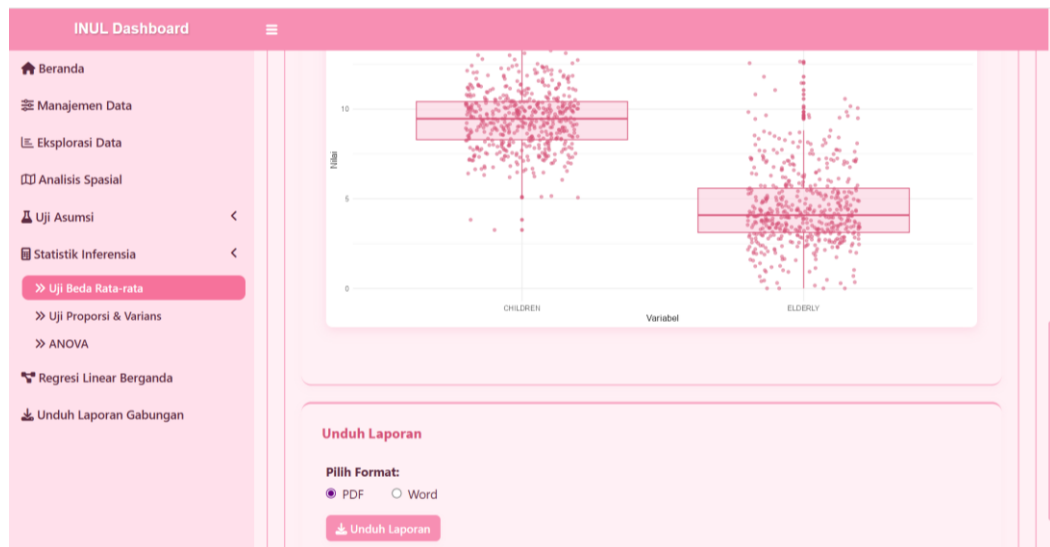 INUL Dashboard
Beranda
Manajemen Data
Eksplorasi Data
Analisis Spasial
Uji Asumsi
Statistik Inferensia
Uji Beda Rata-rata
Uji Proporsi & Varians
ANOVA
Regresi Linear Berganda
Unduh Laporan Gabungan
10
5
0
Nilai
CHILDREN
ELDERLY
Variabel
Unduh Laporan
Pilih Format:
PDF
Word
Unduh Laporan